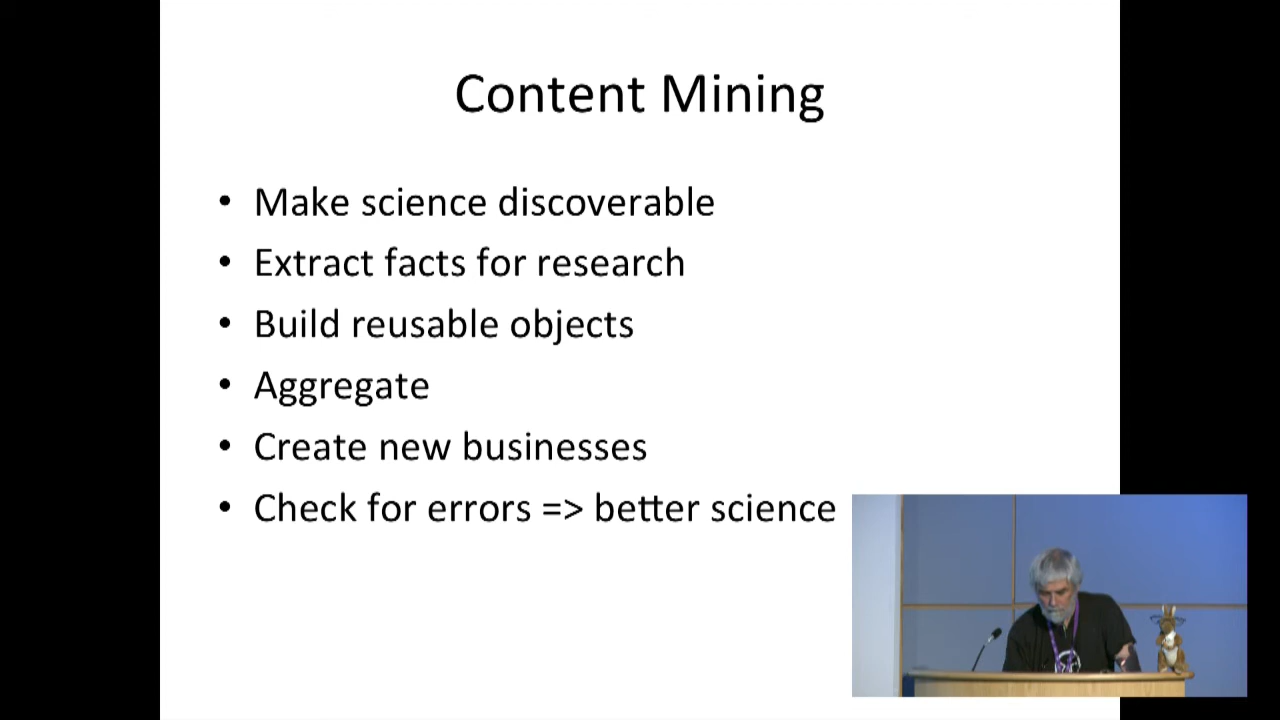 Content Mining
• Make science discoverable
• Extract facts for research
• Build reusable objects
• Aggregate
• Create new businesses
• Check for errors => better science